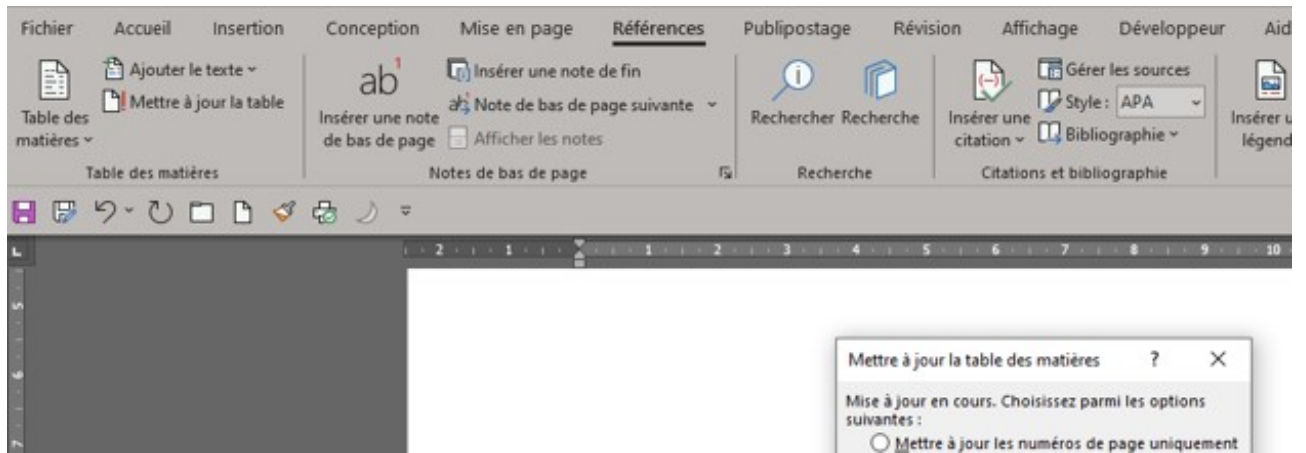 Fichier Accueil Insertion Conception Mise en page Références Publipostage Révision Affichage Développeur Aid
Table des matières
Ajouter le texte
Mettre à jour la table
Table des matières
ab1
Insérer une note de bas de page
Insérer une note de fin
Note de bas de page suivante
Afficher les notes
Notes de bas de page
Rechercher Recherche
Recherche
Insérer une citation
Gérer les sources
Style : APA
Bibliographie
Citations et bibliographie
Insérer u
légend
L
2 1 1 2 3 4 5 6 7 8 9 10
5
6
7
Mettre à jour la table des matières ?
Mise à jour en cours. Choisissez parmi les options
suivantes :
Mettre à jour les numéros de page uniquement